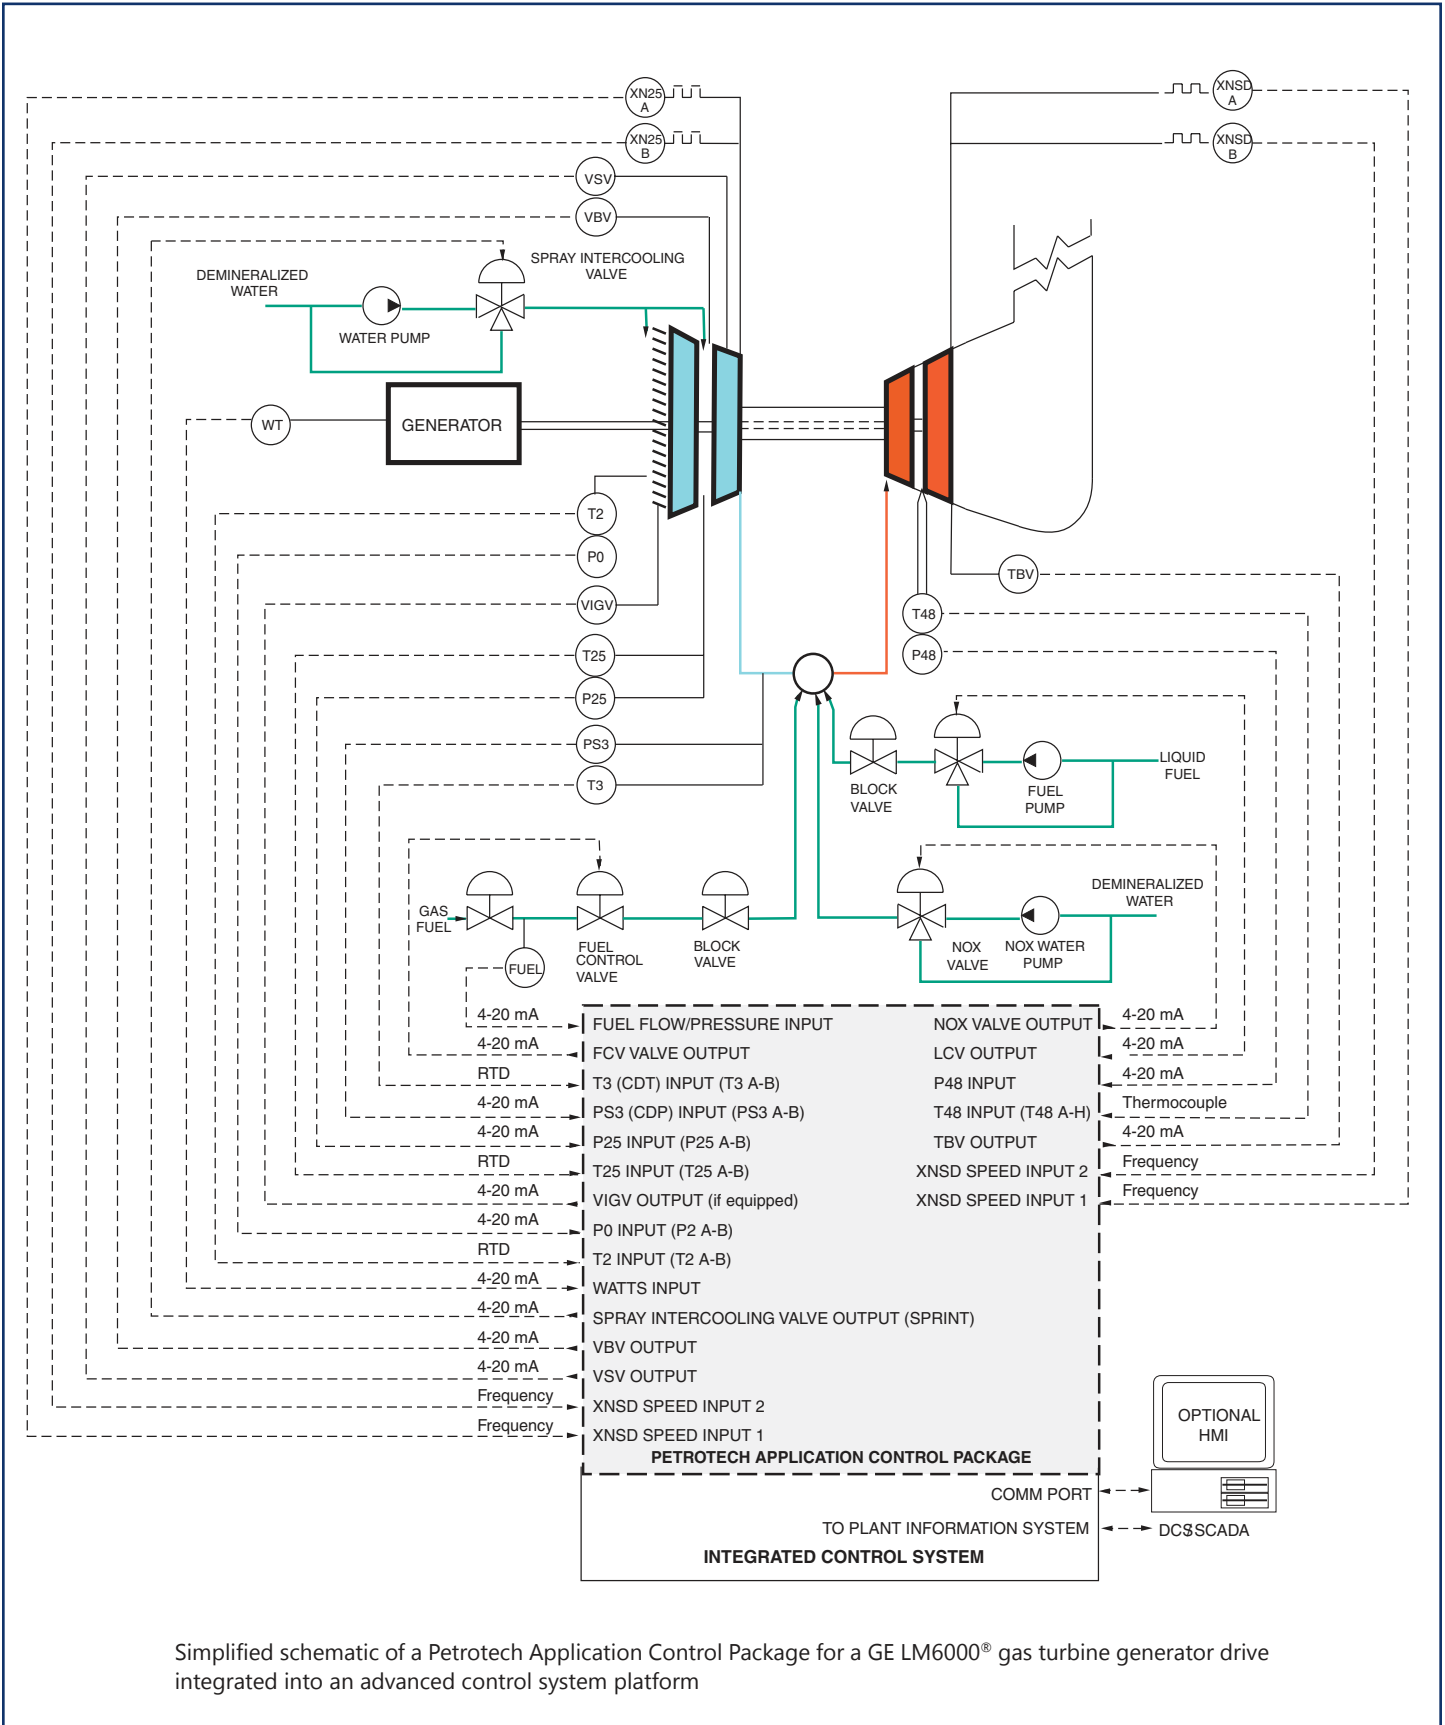 XN25
A
XNSD
A
XN25
B
XNSD
B
VSV
VBV
SPRAY INTERCOOLING
VALVE
DEMINERALIZED
WATER
WATER PUMP
WT
GENERATOR
T2
P0
TBV
VIGV
T48
T25
P48
P25
PS3
T3
LIQUID
FUEL
BLOCK
VALVE
FUEL
PUMP
GAS
FUEL
DEMINERALIZED
WATER
FUEL
CONTROL
VALVE
BLOCK
VALVE
NOX
VALVE
NOX WATER
PUMP
FUEL
4-20 mA FUEL FLOW/PRESSURE INPUT NOX VALVE OUTPUT 4-20 mA
4-20 mA FCV VALVE OUTPUT LCV OUTPUT 4-20 mA
RTD T3 (CDT) INPUT (T3 A-B) P48 INPUT 4-20 mA
4-20 mA PS3 (CDP) INPUT (PS3 A-B) T48 INPUT (T48 A-H) Thermocouple
4-20 mA P25 INPUT (P25 A-B) TBV OUTPUT 4-20 mA
RTD T25 INPUT (T25 A-B) XNSD SPEED INPUT 2 Frequency
4-20 mA VIGV OUTPUT (if equipped) XNSD SPEED INPUT 1 Frequency
4-20 mA P0 INPUT (P2 A-B)
RTD T2 INPUT (T2 A-B)
4-20 mA WATTS INPUT
4-20 mA SPRAY INTERCOOLING VALVE OUTPUT (SPRINT)
4-20 mA VBV OUTPUT
4-20 mA VSV OUTPUT
Frequency XNSD SPEED INPUT 2
Frequency XNSD SPEED INPUT 1
PETROTECH APPLICATION CONTROL PACKAGE
OPTIONAL
HMI
COMM PORT
TO PLANT INFORMATION SYSTEM DCS/SCADA
INTEGRATED CONTROL SYSTEM
Simplified schematic of a Petrotech Application Control Package for a GE LM6000® gas turbine generator drive
integrated into an advanced control system platform